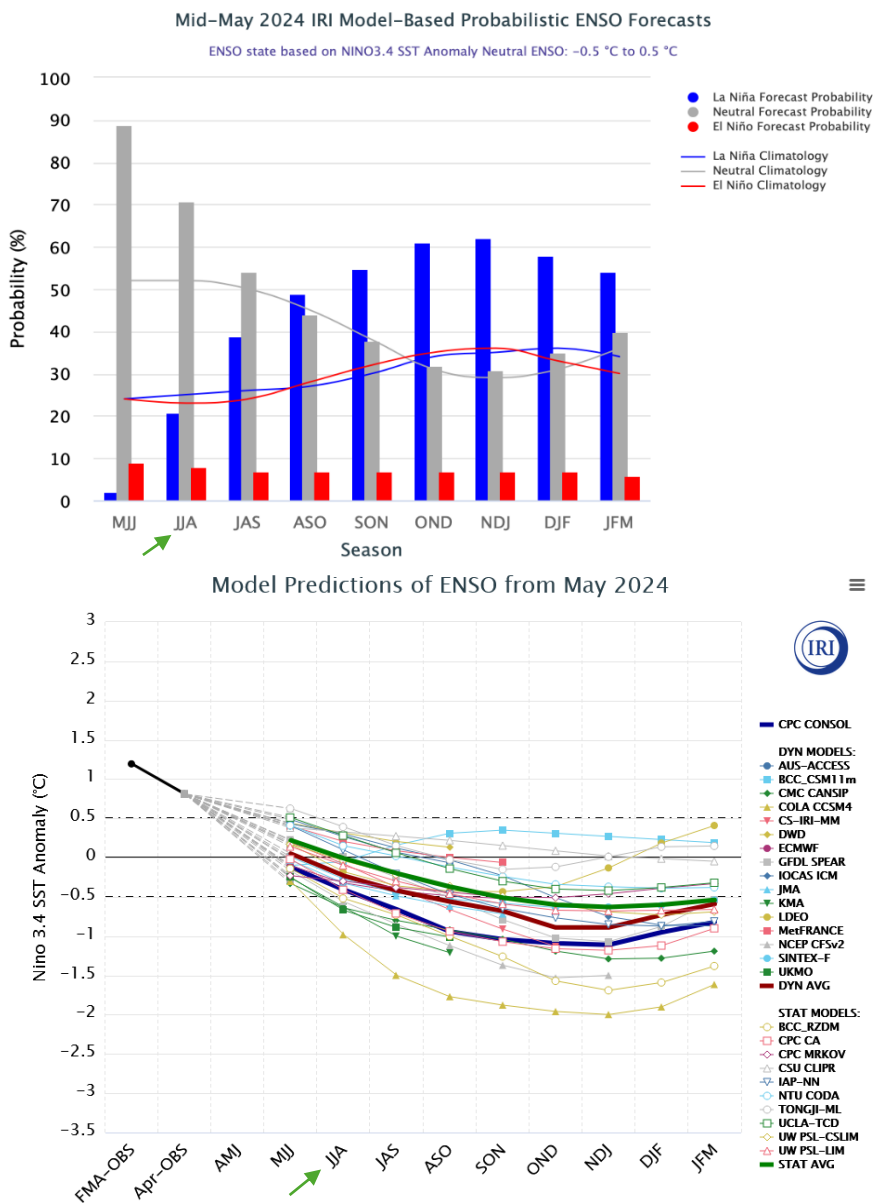 Mid-May 2024 IRI Model-Based Probabilistic ENSO Forecasts
ENSO state based on NINO3.4 SST Anomaly Neutral ENSO: -0.5 °C to 0.5 °C
La Niña Forecast Probability
Neutral Forecast Probability
El Niño Forecast Probability
La Niña Climatology
Neutral Climatology
El Niño Climatology
Probability (%)
100
90
80
70
60
50
40
30
20
10
0
MJJ JJA JAS ASO SON OND NDJ DJF JFM
Season
Model Predictions of ENSO from May 2024
IRI
Nino 3.4 SST Anomaly (°C)
3
2.5
2
1.5
1
0.5
0
-0.5
-1
-1.5
-2
-2.5
-3
-3.5
FMA-OBS Apr-OBS AMJ MJJ JJA JAS ASO SON OND NDJ DJF JFM
CPC CONSOL
DYN MODELS:
AUS-ACCESS
BCC_CSM11m
CMC CANSIP
COLA CCSM4
CS-IRI-MM
DWD
ECMWF
GFDL SPEAR
IOCAS ICM
JMA
KMA
LDEO
MetFRANCE
NCEP CFSv2
SINTEX-F
UKMO
DYN AVG
STAT MODELS:
BCC_RZDM
CPC CA
CPC MRKOV
CSU CLIPR
IAP-NN
NTU CODA
TONGJI-ML
UCLA-TCD
UW PSL-CSLIM
UW PSL-LIM
STAT AVG